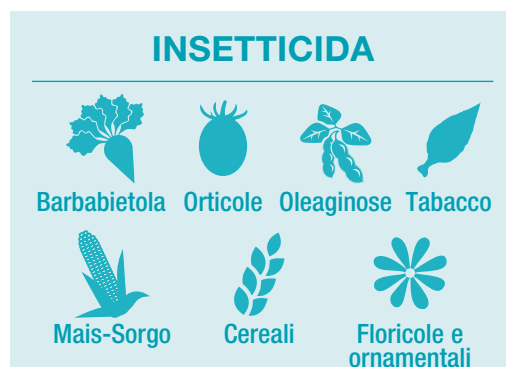 INSETTICIDA
Barbabietola Orticole Oleaginose Tabacco
Mais-Sorgo Cereali Floricole e
ornamentali